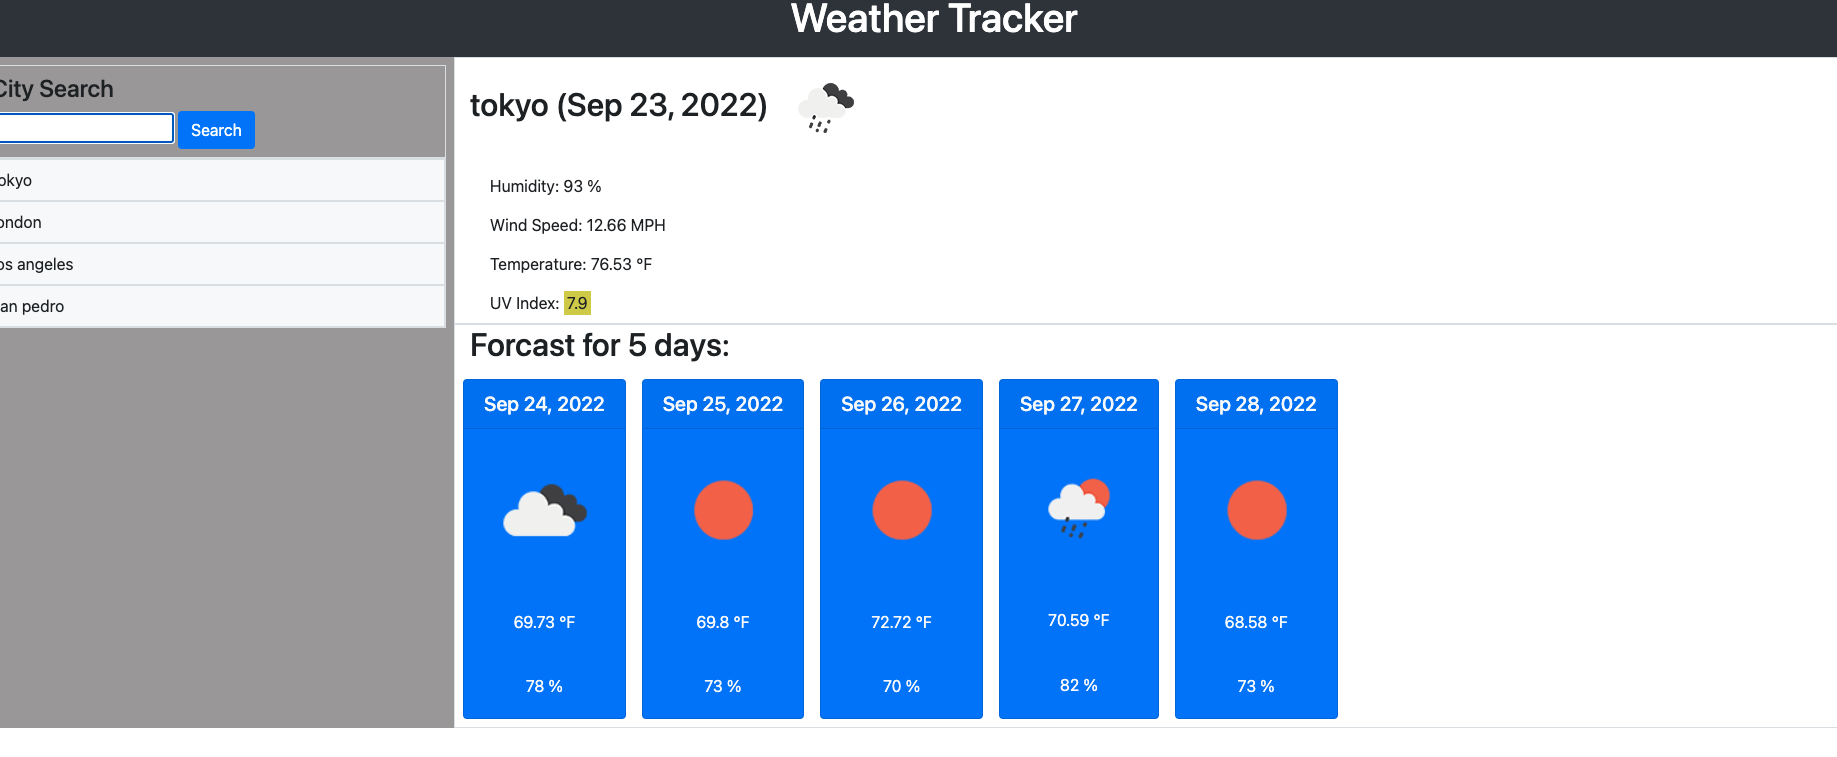 Weather Tracker
City Search
Search
okyo
ondon
os angeles
an pedro
tokyo (Sep 23, 2022)
Humidity: 93 %
Wind Speed: 12.66 MPH
Temperature: 76.53 °F
UV Index: 7.9
Forcast for 5 days:
Sep 24, 2022
69.73 °F
78 %
Sep 25, 2022
69.8 °F
73 %
Sep 26, 2022
72.72 °F
70 %
Sep 27, 2022
70.59 °F
82 %
Sep 28, 2022
68.58 °F
73 %